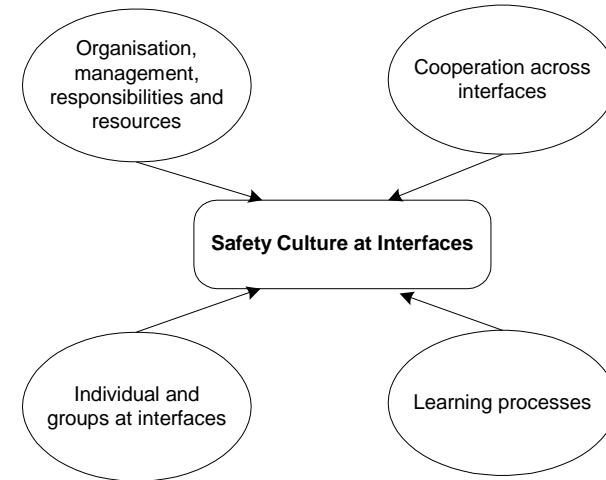 Organisation,
management,
responsibilities and
resources
Cooperation across
interfaces
Safety Culture at Interfaces
Individual and
groups at interfaces
Learning processes